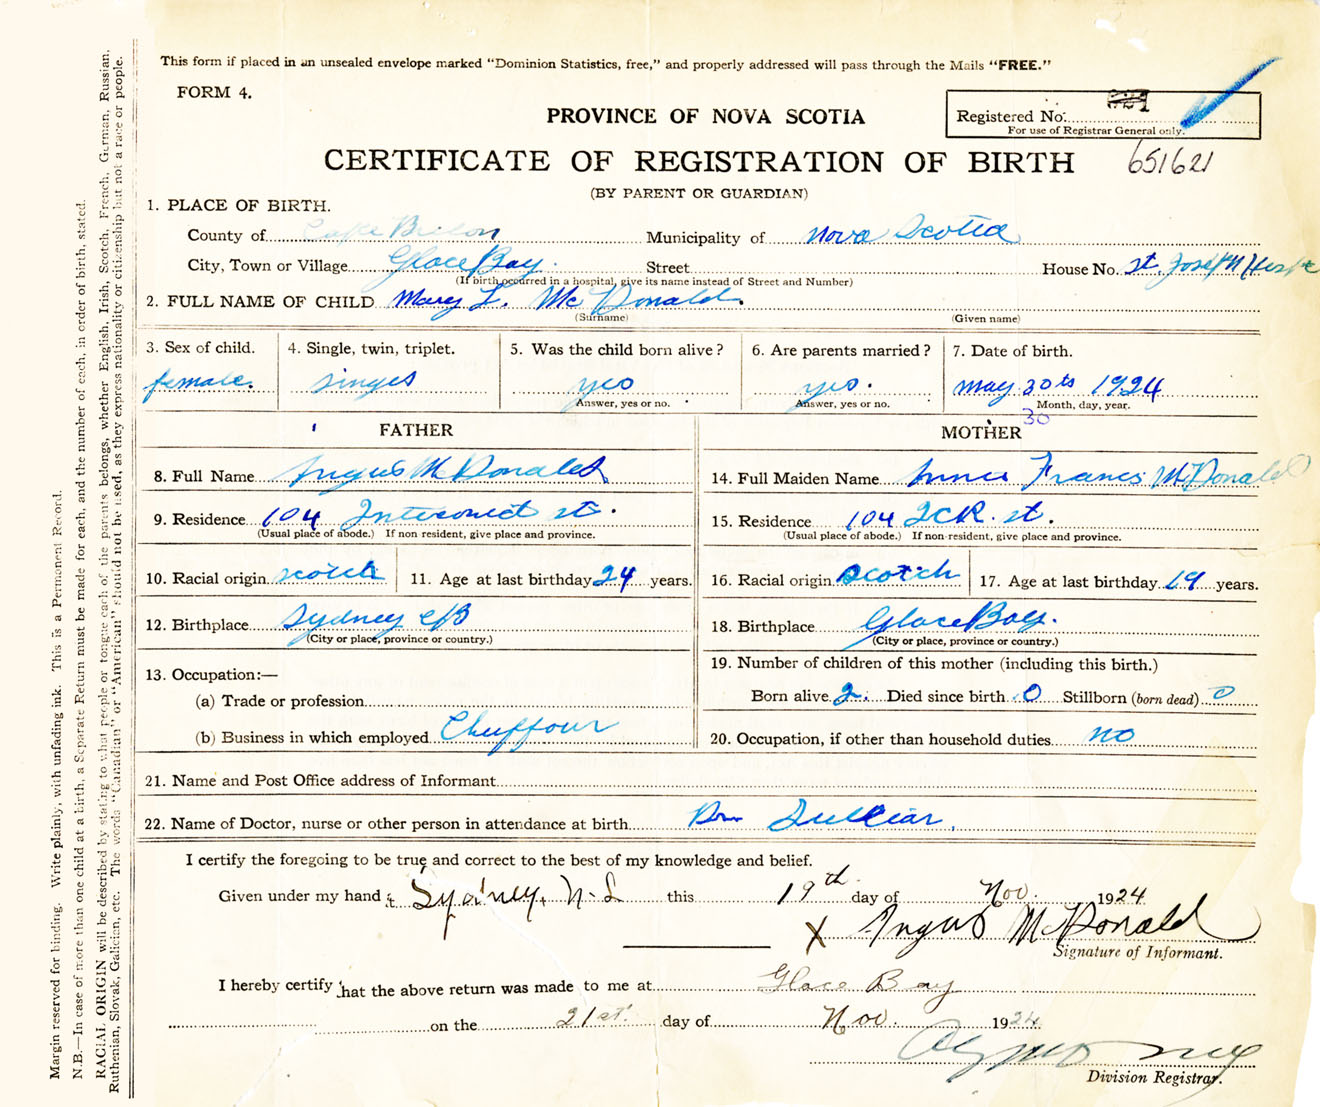 This form if placed in an unsealed envelope marked "Dominion Statistics, free," and properly addressed will pass through the Mails "FREE."
FORM 4.
PROVINCE OF NOVA SCOTIA
Registered No.
For use of Registrar General only.
CERTIFICATE OF REGISTRATION OF BIRTH 651621
(BY PARENT OR GUARDIAN)
1. PLACE OF BIRTH.
County of Cape Breton Municipality of Nova Scotia
City, Town or Village Glace Bay. Street House No. St. Joseph
(If birth occurred in a hospital, give its name instead of Street and Number)
2. FULL NAME OF CHILD Mary L. McDonald.
(Surname) (Given name)
3. Sex of child. 4. Single, twin, triplet. 5. Was the child born alive? 6. Are parents married? 7. Date of birth.
female. yes yes. May 30 1924
Answer, yes or no. Answer, yes or no. Month, day, year.
30
FATHER MOTHER
8. Full Name Angus McDonald 14. Full Maiden Name Francis McDonald
9. Residence 104 st. 15. Residence 104 st.
(Usual place of abode.) If non resident, give place and province. (Usual place of abode.) If non-resident, give place and province.
10. Racial origin Scotch 11. Age at last birthday 24 years. 16. Racial origin Scotch 17. Age at last birthday 19 years.
12. Birthplace Sydney CB 18. Birthplace Glace Bay.
(City or place, province or country.) (City or place, province or country.)
13. Occupation:—
(a) Trade or profession
(b) Business in which employed Chuffour
19. Number of children of this mother (including this birth.)
Born alive 2. Died since birth 0 Stillborn (born dead) 0
20. Occupation, if other than household duties no
21. Name and Post Office address of Informant
22. Name of Doctor, nurse or other person in attendance at birth
I certify the foregoing to be true and correct to the best of my knowledge and belief.
Given under my hand at Sydney, N.S this 19th day of Nov. 1924
X Angus McDonald
Signature of Informant.
I hereby certify that the above return was made to me at Glace Bay
on the 21st. day of Nov. 1924
Division Registrar.
Margin reserved for binding. Write plainly, with unfading ink. This is a Permanent Record.
N.B.—In case of more than one child at a birth, a Separate Return must be made for each, and the number of each, in order of birth, stated.
RACIAL ORIGIN will be described by stating to what people or tongue each of the parents belongs, whether English, Irish, Scotch, French, German, Russian,
Ruthenian, Slovak, Galician, etc. The words "Canadian" or "American" should not be used, as they express nationality or citizenship but not a race or people.